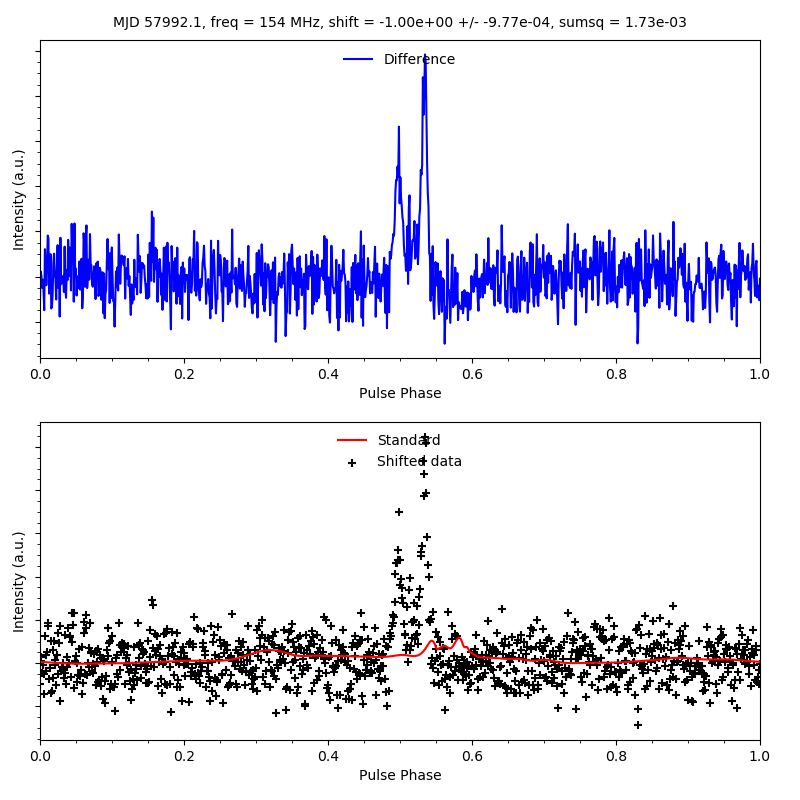 MJD 57992.1, freq = 154 MHz, shift = -1.00e+00 +/- -9.77e-04, sumsq = 1.73e-03
Difference
Intensity (a.u.)
0.0 0.2 0.4 0.6 0.8 1.0
Pulse Phase
Standard
Shifted data
Intensity (a.u.)
0.0 0.2 0.4 0.6 0.8 1.0
Pulse Phase